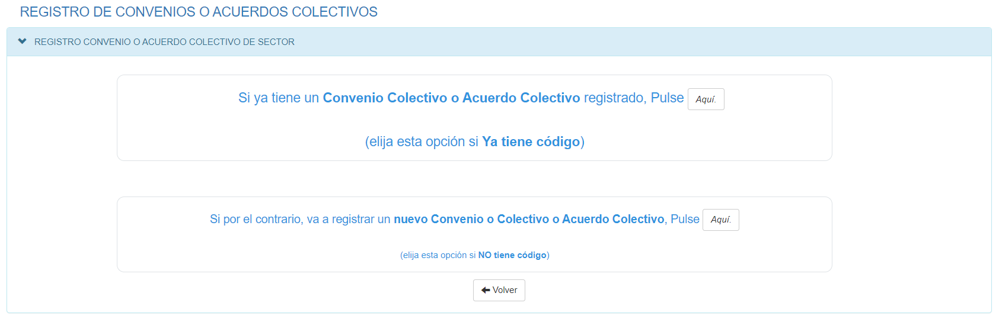 REGISTRO DE CONVENIOS O ACUERDOS COLECTIVOS
REGISTRO CONVENIO O ACUERDO COLECTIVO DE SECTOR
Si ya tiene un Convenio Colectivo o Acuerdo Colectivo registrado, Pulse Aquí.
(elija esta opción si Ya tiene código)
Si por el contrario, va a registrar un nuevo Convenio o Colectivo o Acuerdo Colectivo, Pulse Aquí.
(elija esta opción si NO tiene código)
Volver